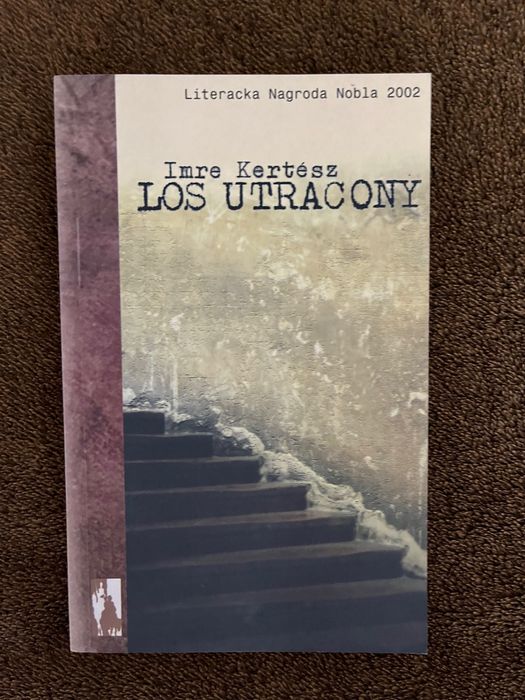 Literacka Nagroda Nobla 2002
Imre Kertész
LOS UTRACONY